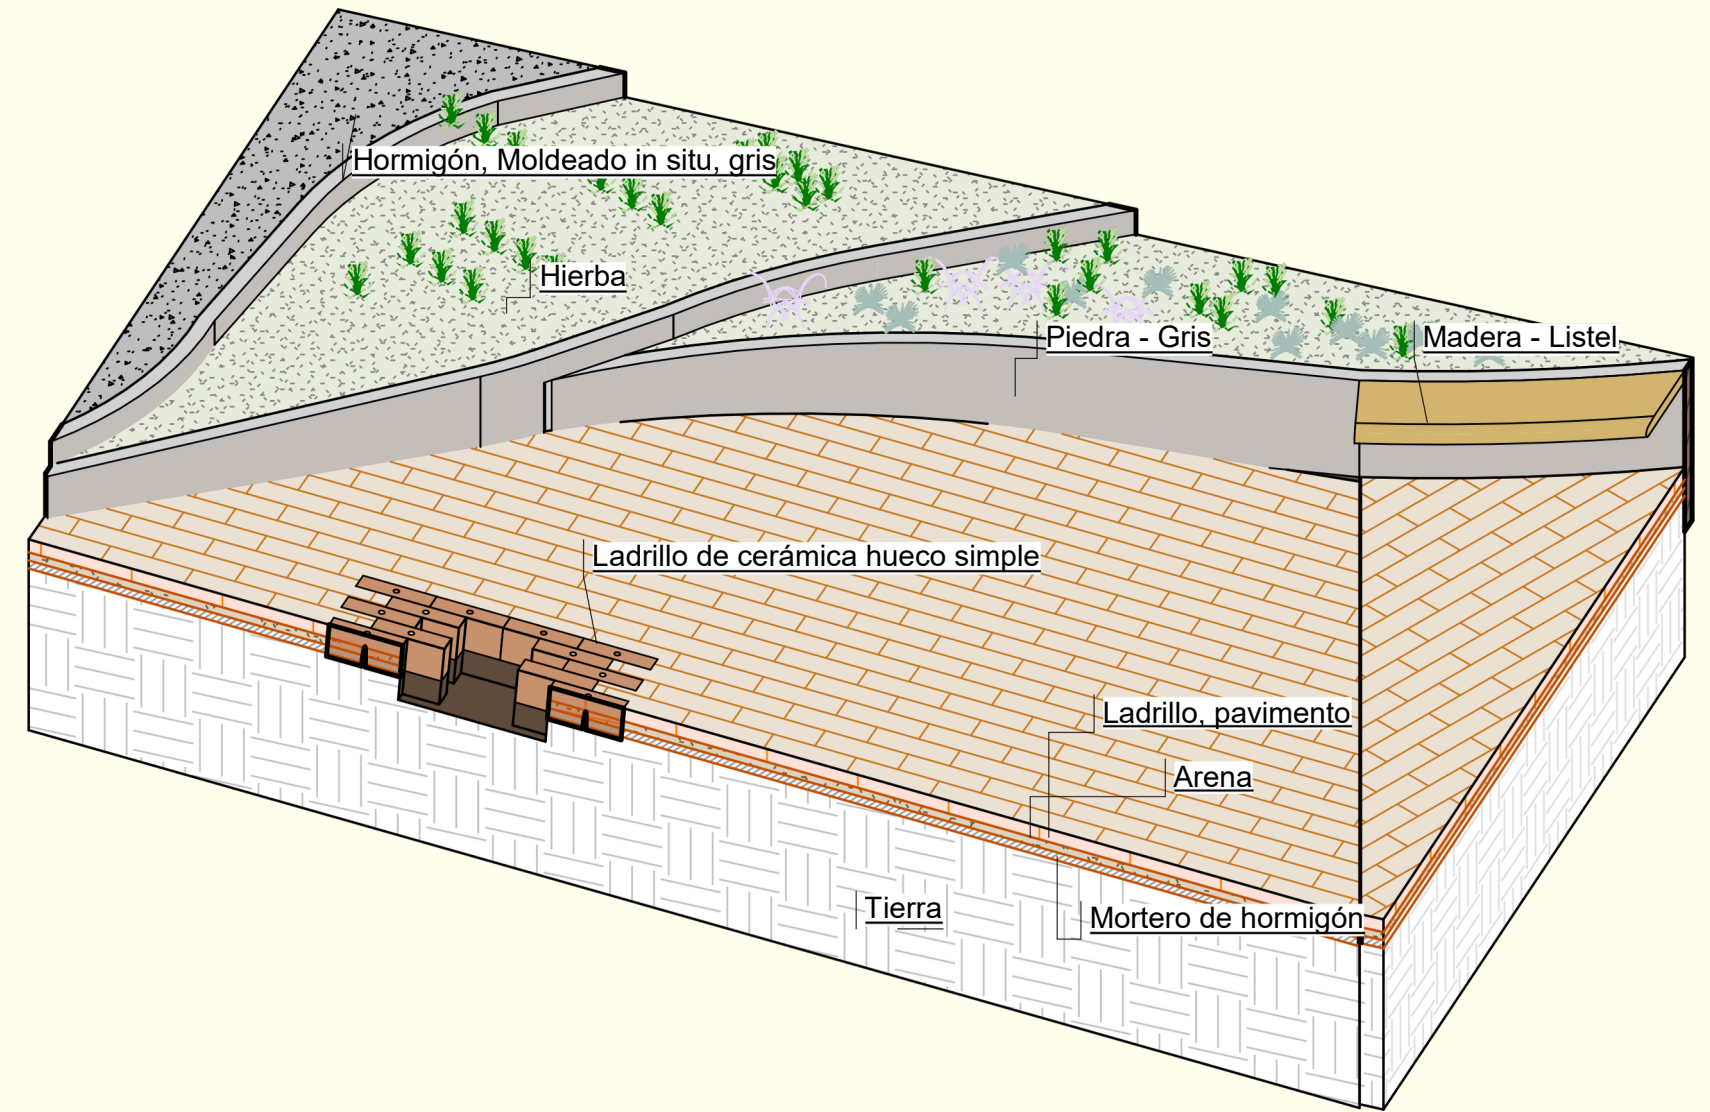 Hormigón, Moldeado in situ, gris
Hierba
Piedra - Gris
Madera - Listel
Ladrillo de cerámica hueco simple
Ladrillo, pavimento
Arena
Tierra
Mortero de hormigón